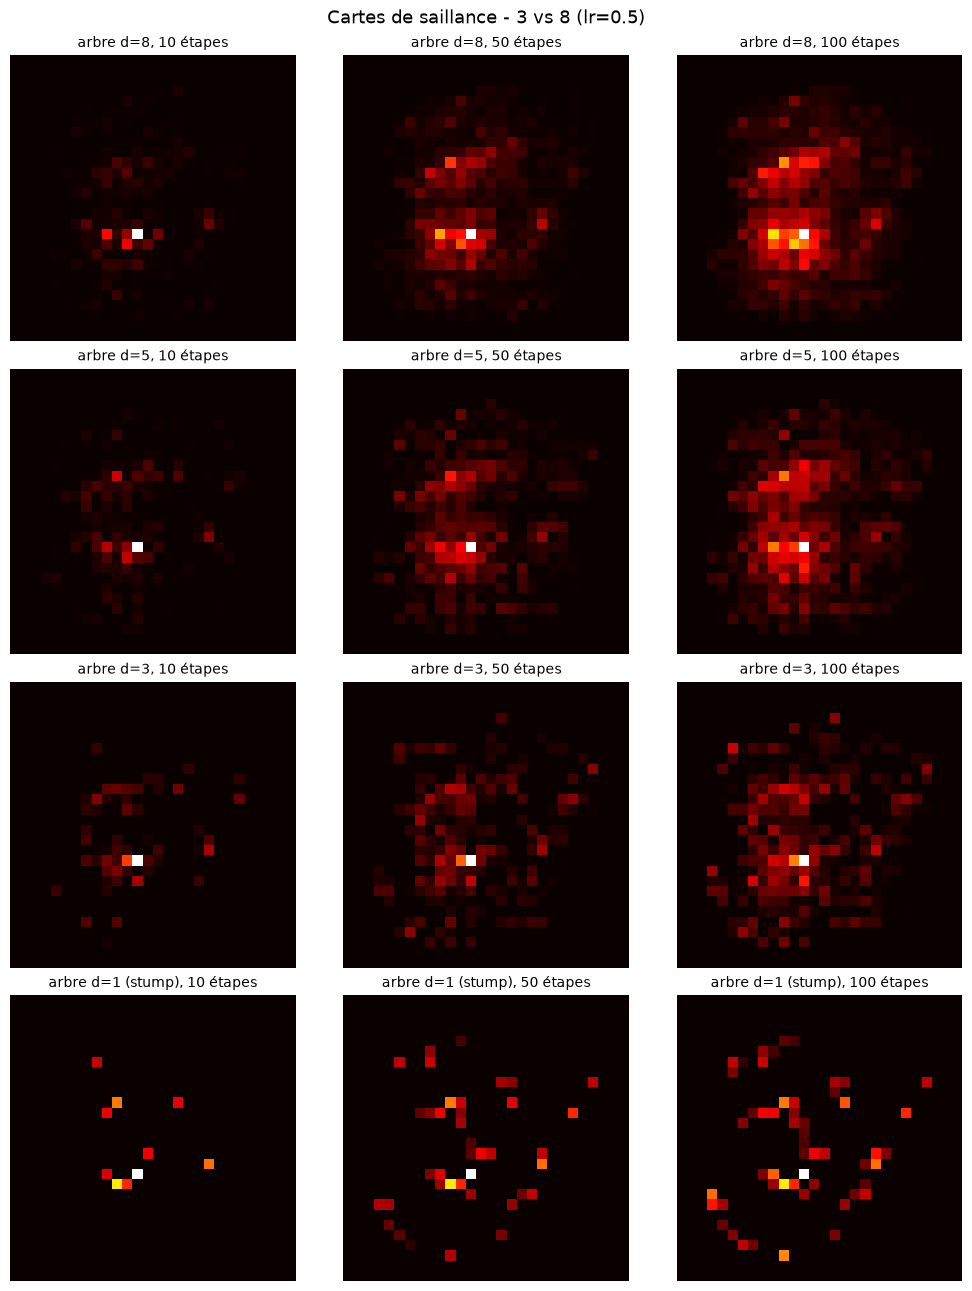 Cartes de saillance - 3 vs 8 (lr=0.5)
arbre d=8, 10 étapes
arbre d=8, 50 étapes
arbre d=8, 100 étapes
arbre d=5, 10 étapes
arbre d=5, 50 étapes
arbre d=5, 100 étapes
arbre d=3, 10 étapes
arbre d=3, 50 étapes
arbre d=3, 100 étapes
arbre d=1 (stump), 10 étapes
arbre d=1 (stump), 50 étapes
arbre d=1 (stump), 100 étapes